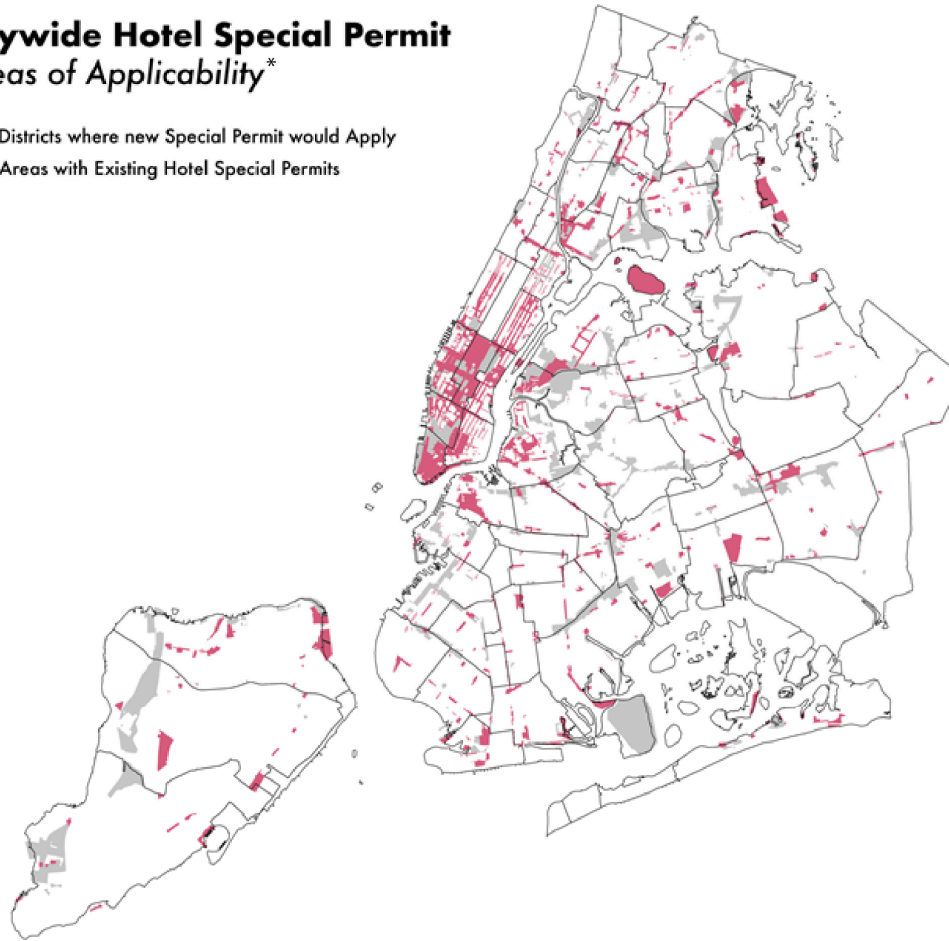 ywide Hotel Special Permit
eas of Applicability*
Districts where new Special Permit would Apply
Areas with Existing Hotel Special Permits